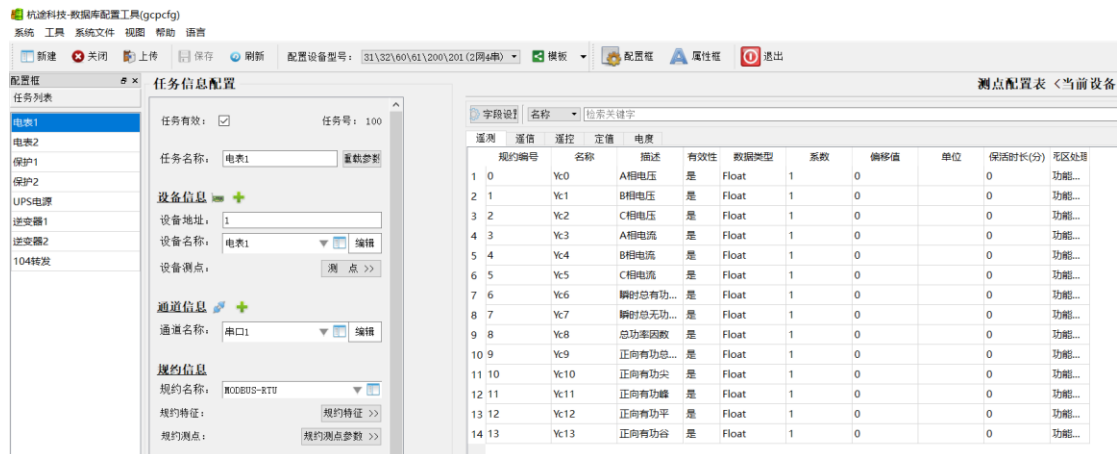 杭途科技-数据库配置工具(gcpcfg)
系统 工具 系统文件 视图 帮助 语言
新建 关闭 上传 保存 刷新 配置设备型号： 31\32\60\61\200\201(2网4串) 模板 配置框 属性框 退出
配置框
任务列表
电表1
电表2
保护1
保护2
UPS电源
逆变器1
逆变器2
104转发
任务信息配置
任务有效： 任务号： 100
任务名称， 电表1 重载参数
设备信息
设备地址， 1
设备名称， 电表1 编辑
设备测点： 测 点 >>
通道信息
通道名称， 串口1 编辑
规约信息
规约名称， MODBUS-RTU
规约特征： 规约特征 >>
规约测点： 规约测点参数 >>
测点配置表 <当前设备
字段设置 名称 检索关键字
遥测 遥信 遥控 定值 电度
规约编号 名称 描述 有效性 数据类型 系数 偏移值 单位 保活时长(分) 死区处理
1 0 Yc0 A相电压 是 Float 1 0 0 功能...
2 1 Yc1 B相电压 是 Float 1 0 0 功能...
3 2 Yc2 C相电压 是 Float 1 0 0 功能...
4 3 Yc3 A相电流 是 Float 1 0 0 功能...
5 4 Yc4 B相电流 是 Float 1 0 0 功能...
6 5 Yc5 C相电流 是 Float 1 0 0 功能...
7 6 Yc6 瞬时总有功... 是 Float 1 0 0 功能...
8 7 Yc7 瞬时总无功... 是 Float 1 0 0 功能...
9 8 Yc8 总功率因数 是 Float 1 0 0 功能...
10 9 Yc9 正向有功总... 是 Float 1 0 0 功能...
11 10 Yc10 正向有功尖 是 Float 1 0 0 功能...
12 11 Yc11 正向有功峰 是 Float 1 0 0 功能...
13 12 Yc12 正向有功平 是 Float 1 0 0 功能...
14 13 Yc13 正向有功谷 是 Float 1 0 0 功能...